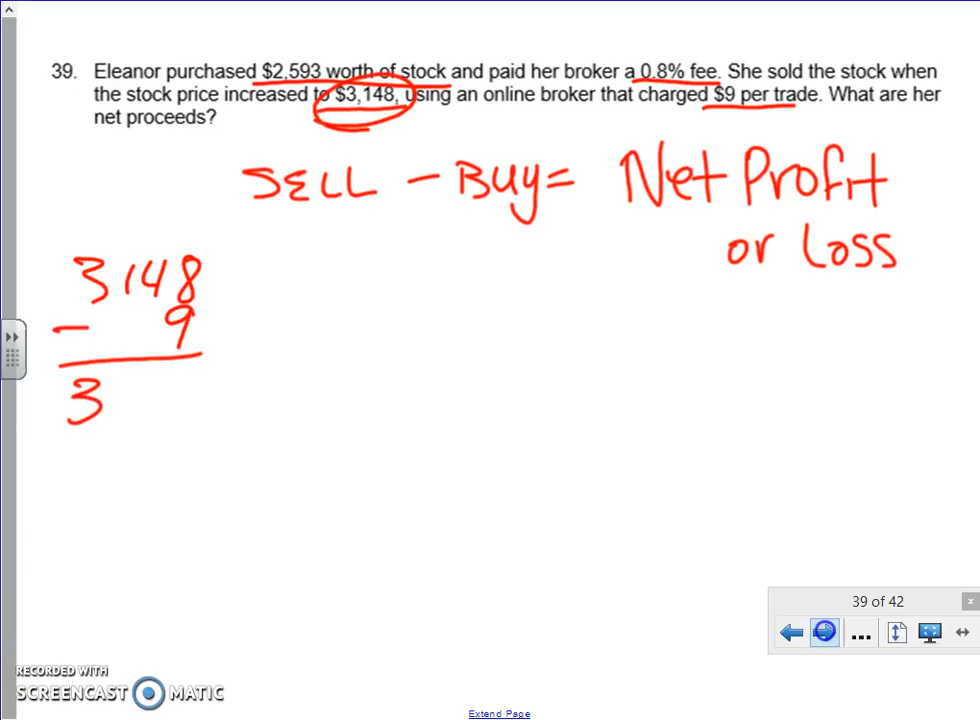 39. Eleanor purchased $2,593 worth of stock and paid her broker a 0.8% fee. She sold the stock when
the stock price increased to $3,148, using an online broker that charged $9 per trade. What are her
net proceeds?
SELL - BUY = Net Profit
or Loss
3148
- 9
3
39 of 42
x
...
RECORDED WITH
SCREENCAST MATIC
Extend Page